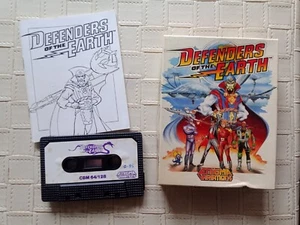 DEFENDERS
OF THE
EARTH
CBM 64/128
DEFENDERS
OF THE
EARTH